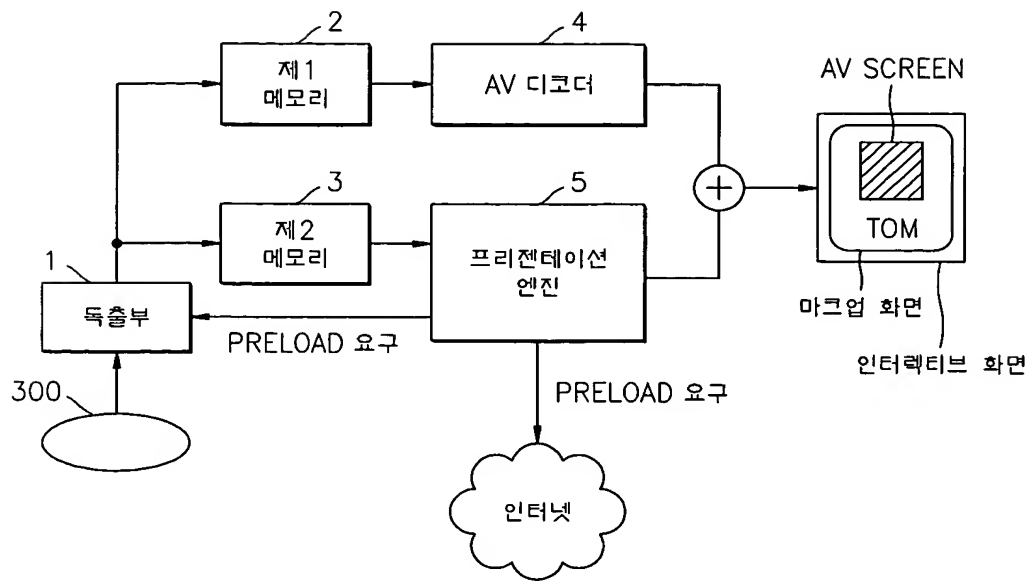 2
제1
메모리
4
AV 디코더
AV SCREEN
3
제2
메모리
5
프리젠테이션
엔진
TOM
마크업 화면
인터렉티브 화면
1
독출부
PRELOAD 요구
300
PRELOAD 요구
인터넷